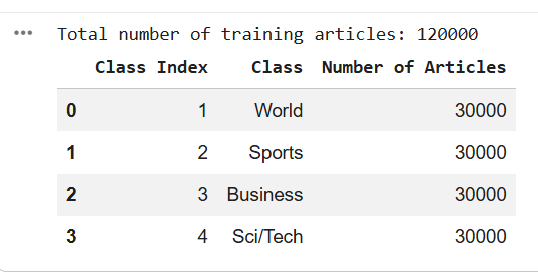 Total number of training articles: 120000
Class Index Class Number of Articles
0 1 World 30000
1 2 Sports 30000
2 3 Business 30000
3 4 Sci/Tech 30000